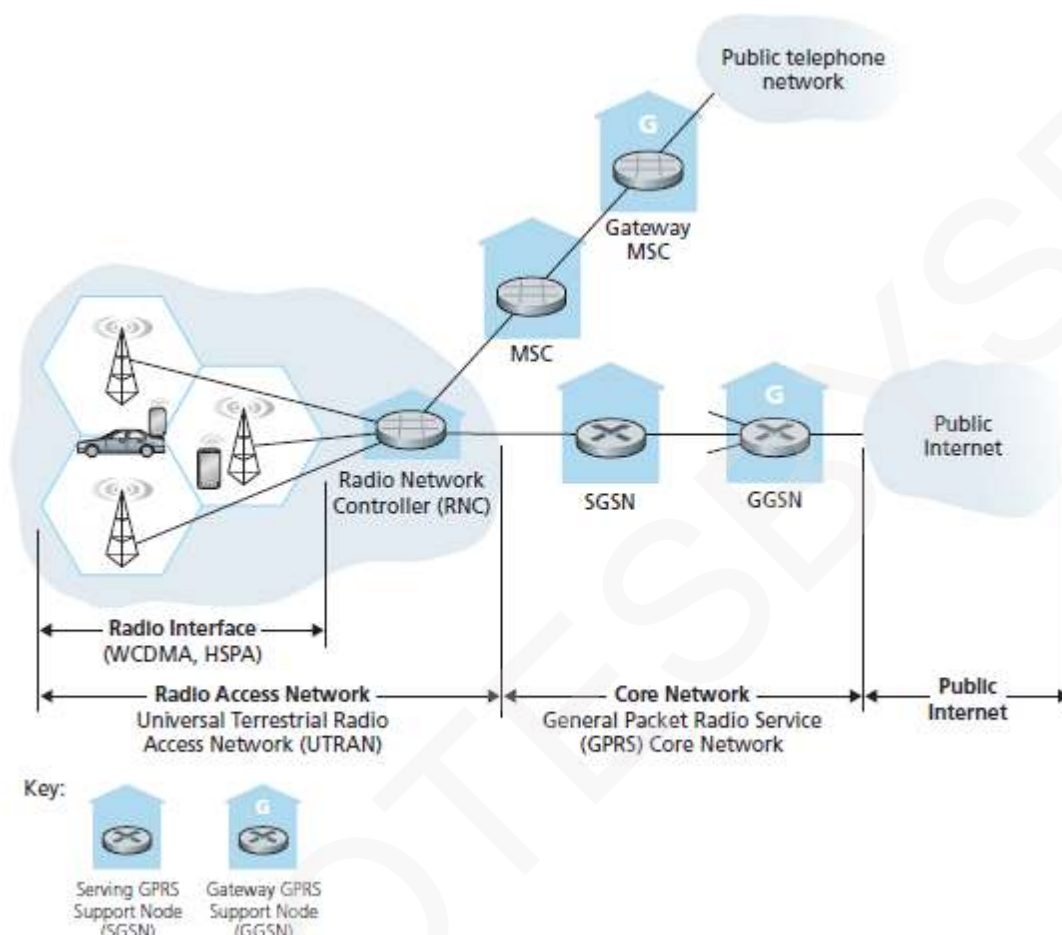 Public telephone
network
G
Gateway
MSC
MSC
G
Public
Internet
Radio Network
Controller (RNC)
SGSN
GGSN
Radio Interface
(WCDMA, HSPA)
Radio Access Network
Universal Terrestrial Radio
Access Network (UTRAN)
Core Network
General Packet Radio Service
(GPRS) Core Network
Public
Internet
Key:
G
Serving GPRS
Support Node
(SGSN)
Gateway GPRS
Support Node
(GGSN)
OTESBYS